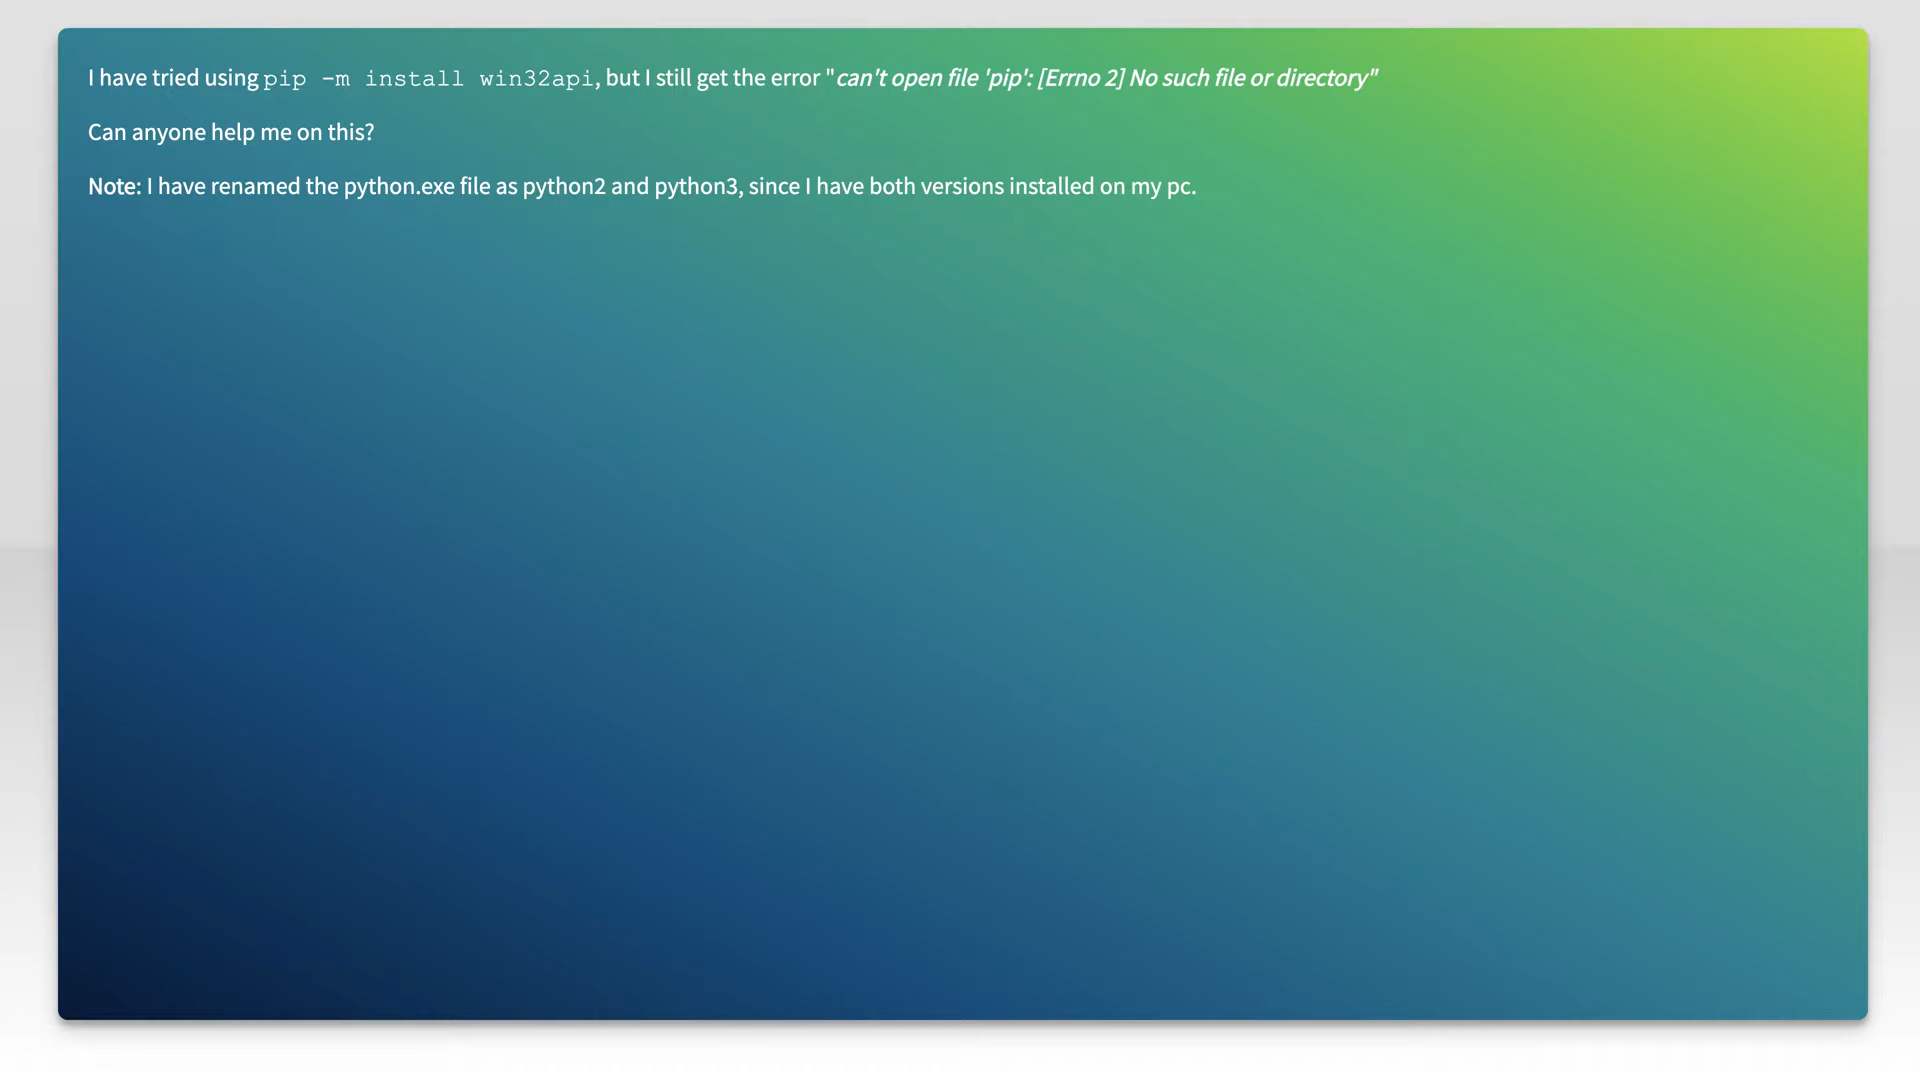 I have tried using pip -m install win32api, but I still get the error "can't open file 'pip': [Errno 2] No such file or directory"
Can anyone help me on this?
Note: I have renamed the python.exe file as python2 and python3, since I have both versions installed on my pc.